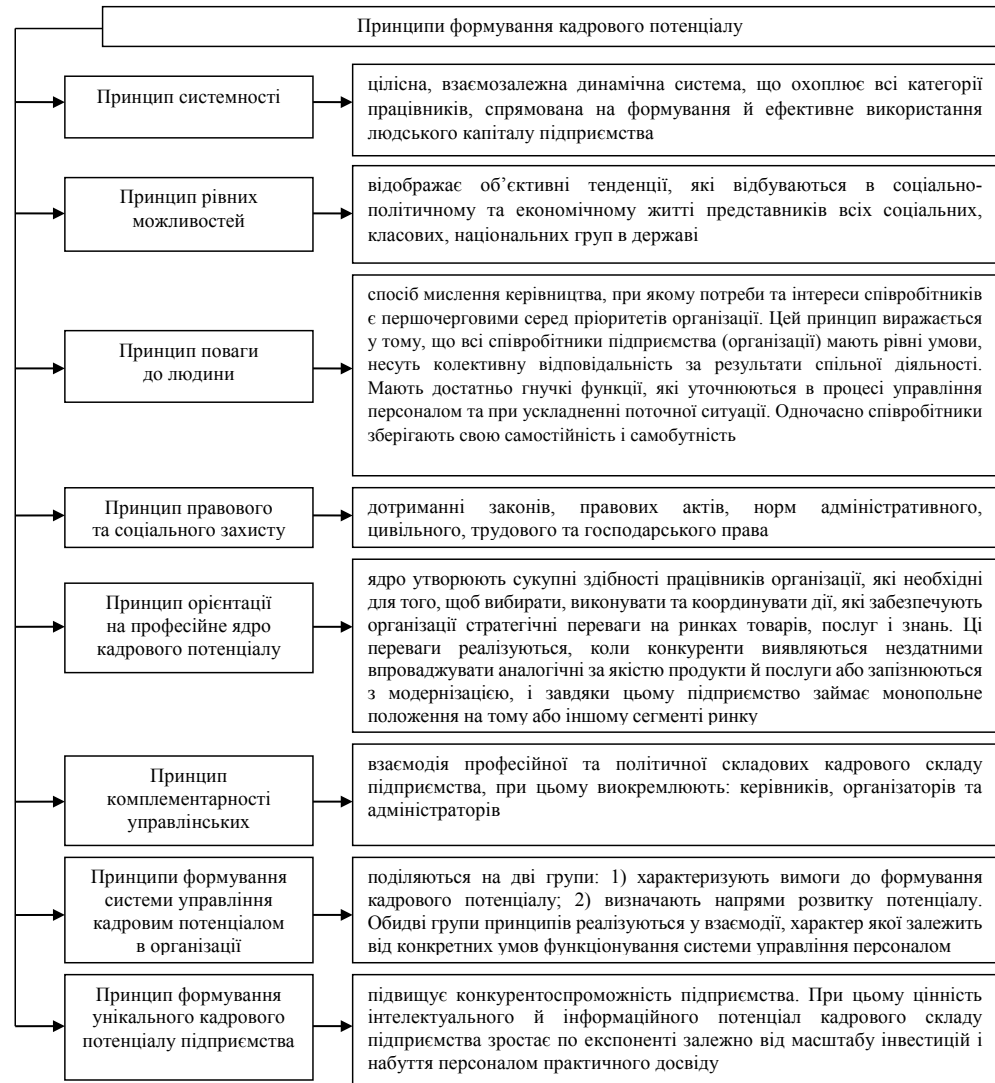 Принципи формування кадрового потенціалу
Принцип системності
цілісна, взаємозалежна динамічна система, що охоплює всі категорії
працівників, спрямована на формування й ефективне використання
людського капіталу підприємства
Принцип рівних
можливостей
відображає об’єктивні тенденції, які відбуваються в соціально-
політичному та економічному житті представників всіх соціальних,
класових, національних груп в державі
Принцип поваги
до людини
спосіб мислення керівництва, при якому потреби та інтереси співробітників
є першочерговими серед пріоритетів організації. Цей принцип виражається
у тому, що всі співробітники підприємства (організації) мають рівні умови,
несуть колективну відповідальність за результати спільної діяльності.
Мають достатньо гнучкі функції, які уточнюються в процесі управління
персоналом та при ускладненні поточної ситуації. Одночасно співробітники
зберігають свою самостійність і самобутність
Принцип правового
та соціального захисту
дотриманні законів, правових актів, норм адміністративного,
цивільного, трудового та господарського права
Принцип орієнтації
на професійне ядро
кадрового потенціалу
ядро утворюють сукупні здібності працівників організації, які необхідні
для того, щоб вибирати, виконувати та координувати дії, які забезпечують
організації стратегічні переваги на ринках товарів, послуг і знань. Ці
переваги реалізуються, коли конкуренти виявляються нездатними
впроваджувати аналогічні за якістю продукти й послуги або запізнюються
з модернізацією, і завдяки цьому підприємство займає монопольне
положення на тому або іншому сегменті ринку
Принцип
комплементарності
управлінських
взаємодія професійної та політичної складових кадрового складу
підприємства, при цьому виокремлюють: керівників, організаторів та
адміністраторів
Принципи формування
системи управління
кадровим потенціалом
в організації
поділяються на дві групи: 1) характеризують вимоги до формування
кадрового потенціалу; 2) визначають напрями розвитку потенціалу.
Обидві групи принципів реалізуються у взаємодії, характер якої залежить
від конкретних умов функціонування системи управління персоналом
Принцип формування
унікального кадрового
потенціалу підприємства
підвищує конкурентоспроможність підприємства. При цьому цінність
інтелектуального й інформаційного потенціал кадрового складу
підприємства зростає по експоненті залежно від масштабу інвестицій і
набуття персоналом практичного досвіду